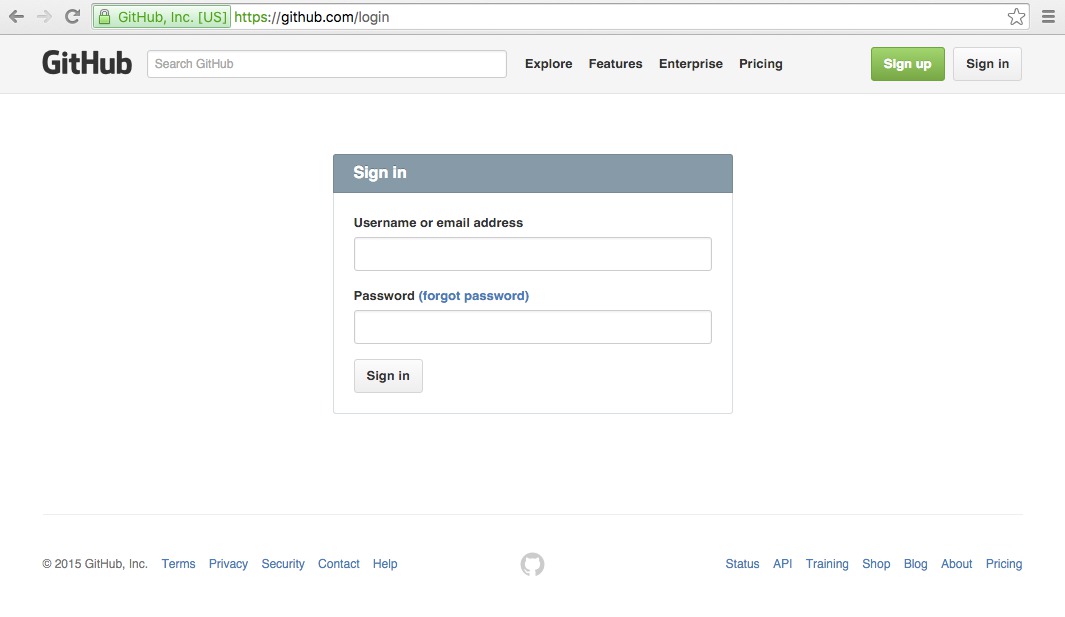 GitHub, Inc. [US] https://github.com/login
GitHub Search GitHub Explore Features Enterprise Pricing Sign up Sign in
Sign in
Username or email address
Password (forgot password)
Sign in
© 2015 GitHub, Inc. Terms Privacy Security Contact Help Status API Training Shop Blog About Pricing